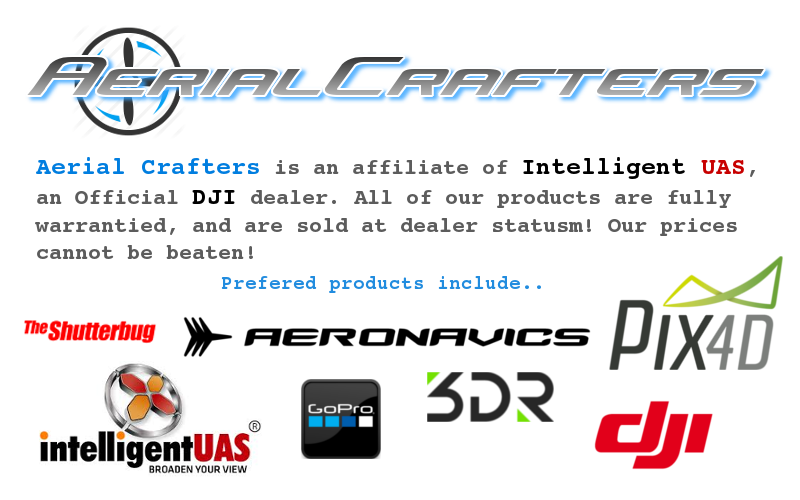 AERIALCRAFTERS
Aerial Crafters is an affiliate of Intelligent UAS,
an Official DJI dealer. All of our products are fully
warrantied, and are sold at dealer statusm! Our prices
cannot be beaten!
Prefered products include..
The Shutterbug
AERONAVICS
PIX4D
intelligentUAS®
BROADEN YOUR VIEW
GoPro
3DR
dji